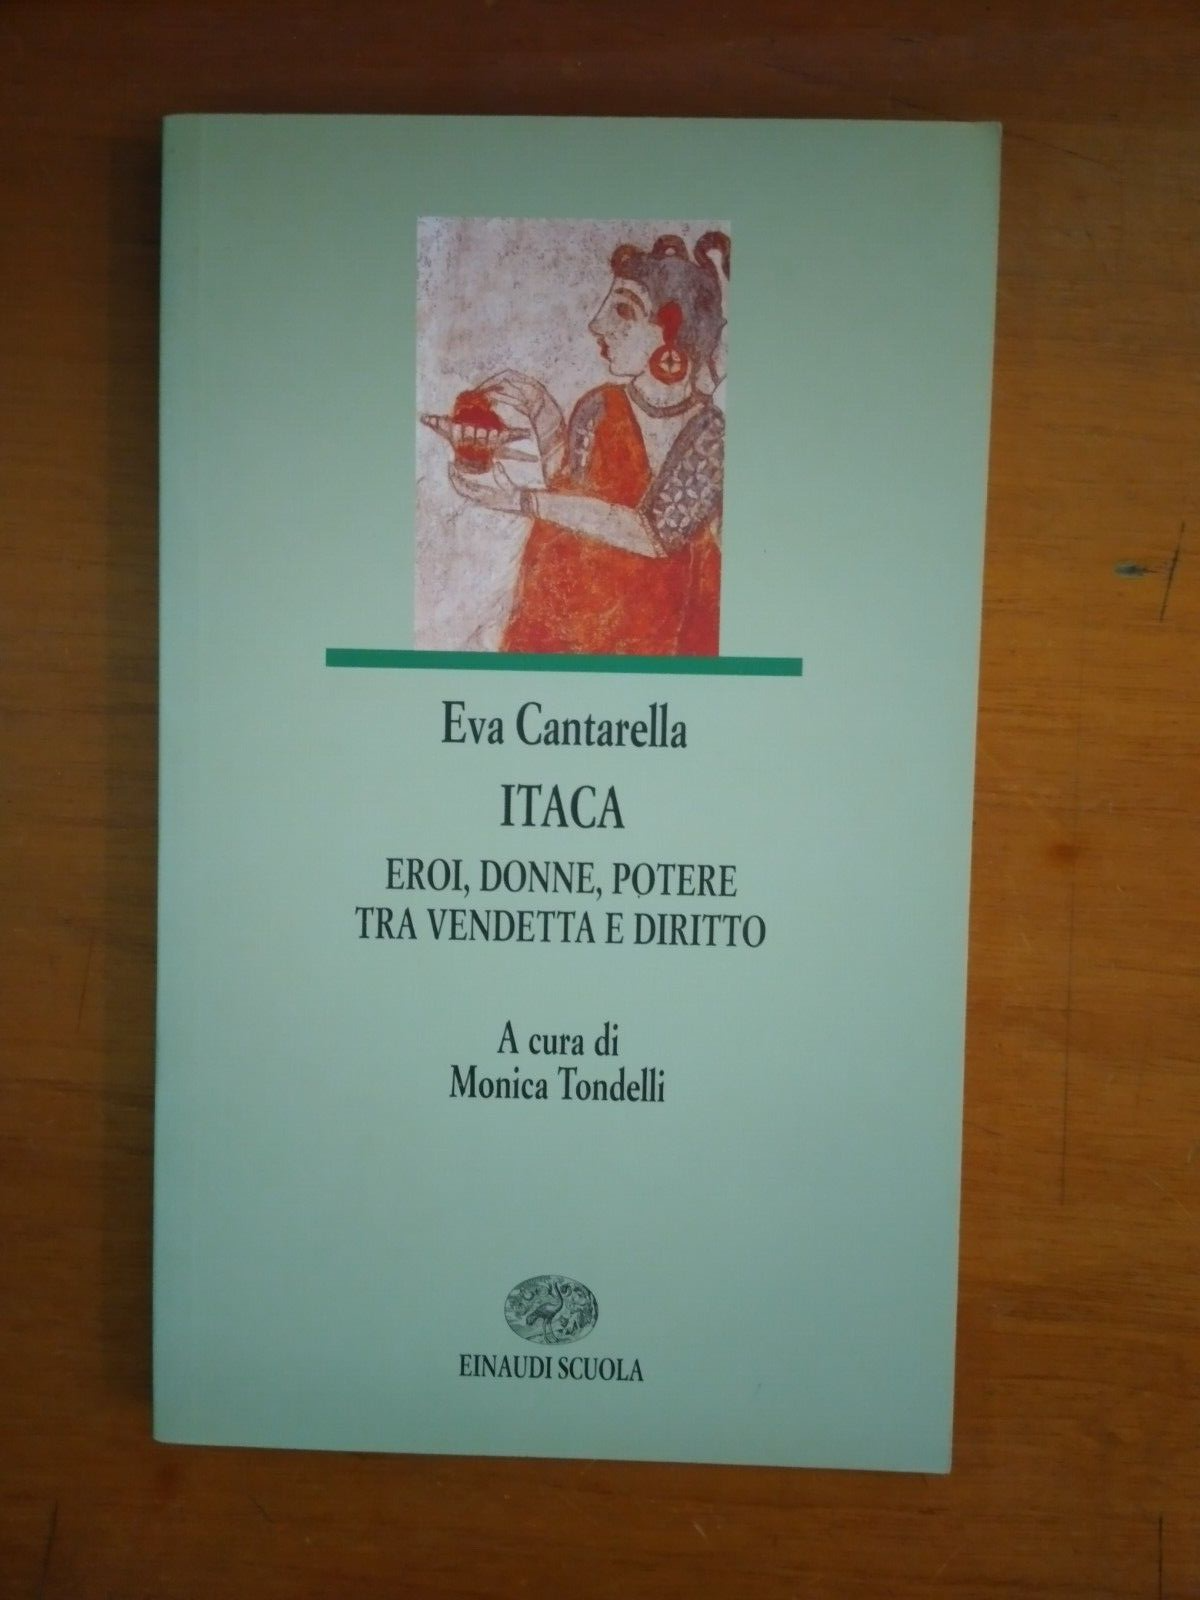 Eva Cantarella
ITACA
EROI, DONNE, POTERE
TRA VENDETTA E DIRITTO
A cura di
Monica Tondelli
EINAUDI SCUOLA